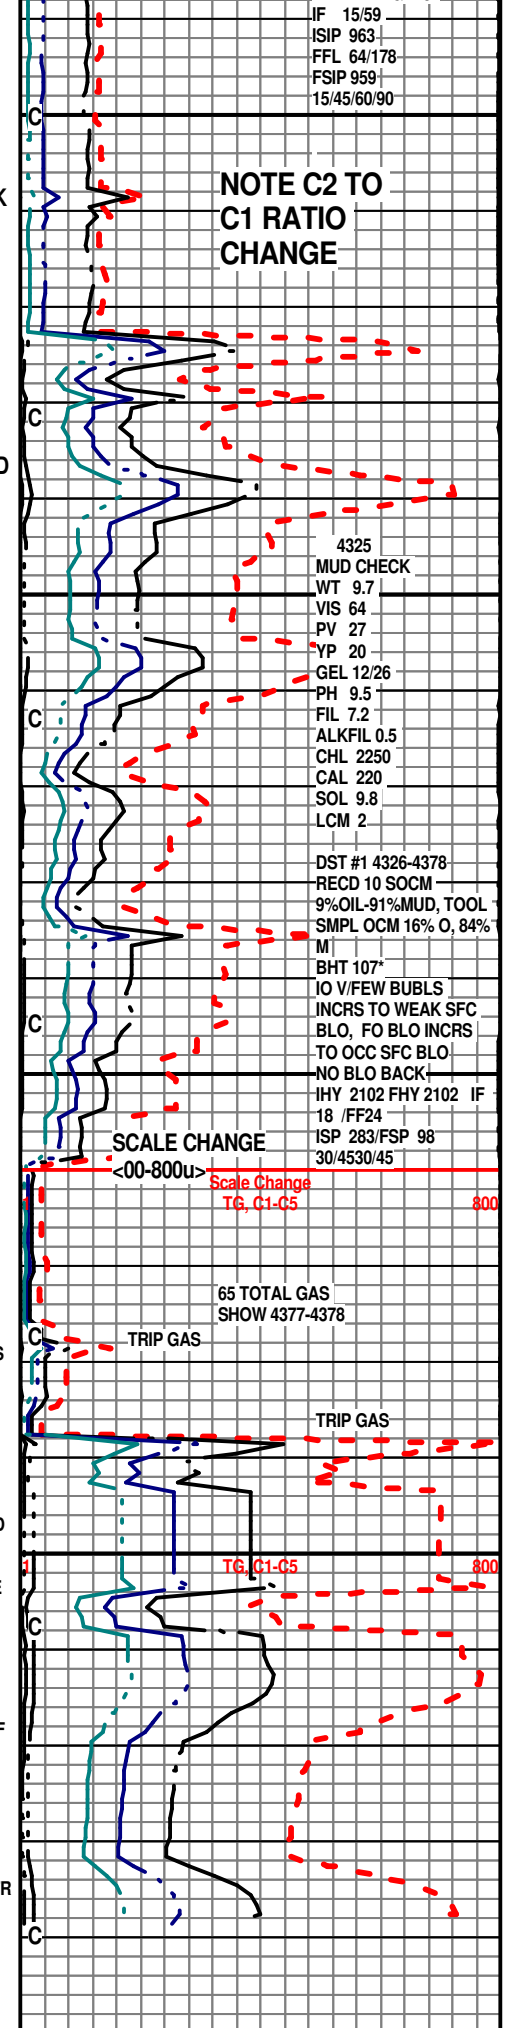 IF 15/59
ISIP 963
FFL 64/178
FSIP 959
15/45/60/90
C
K
NOTE C2 TO
C1 RATIO
CHANGE
C
4325
MUD CHECK
WT 9.7
VIS 64
PV 27
YP 20
GEL 12/26
PH 9.5
FIL 7.2
C
ALKFIL 0.5
CHL 2250
CAL 220
SOL 9.8
LCM 2
DST #1 4326-4378
RECD 10 SOCM
9%OIL-91%MUD, TOOL
SMPL OCM 16% O, 84%
M
BHT 107*
IO V/FEW BUBLS
INCRS TO WEAK SFC
C
BLO, FO BLO INCRS
TO OCC SFC BLO
NO BLO BACK
IHY 2102 FHY 2102 IF
18 /FF24
ISP 283/FSP 98
30/4530/45
SCALE CHANGE
<00-800u>
Scale Change
TG, C1-C5
800
65 TOTAL GAS
SHOW 4377-4378
C
TRIP GAS
S
TRIP GAS
1
TG, C1-C5
800
E
C
F
R
C